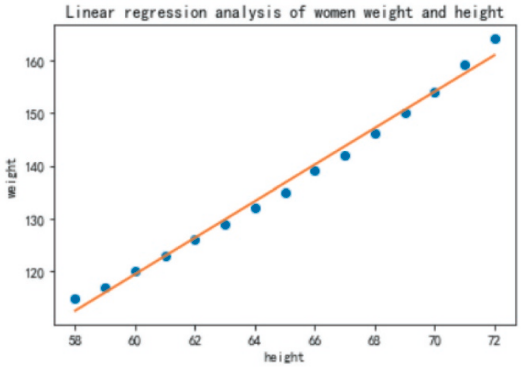 Linear regression analysis of women weight and height
160
150
140
130
120
weight
58 60 62 64 66 68 70 72
height